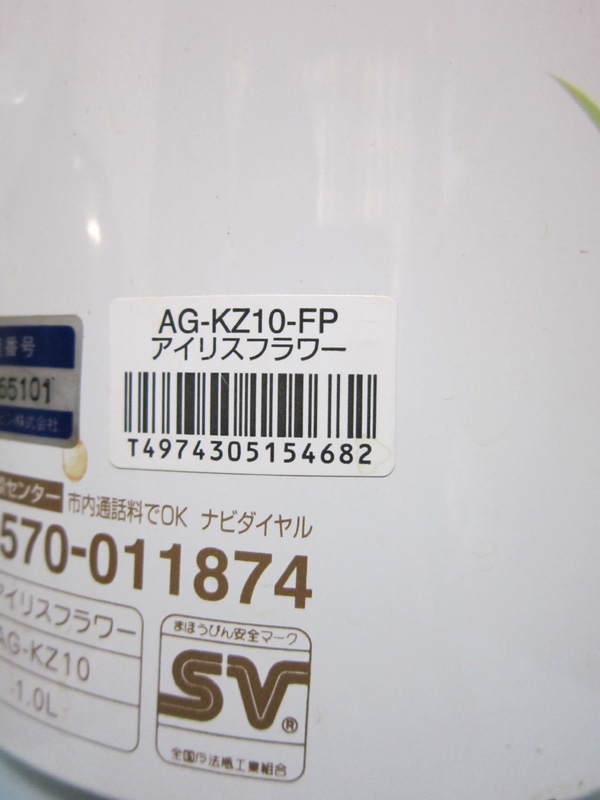 AG-KZ10-FP
アイリスフラワー
T4974305154682
番号
65101
ビン株式会社
センター 市内通話料でOK ナビダイヤル
570-011874
アイリスフラワー
AG-KZ10
1.0L
まほうびん安全マーク
SV®
全国魔法瓶工業組合